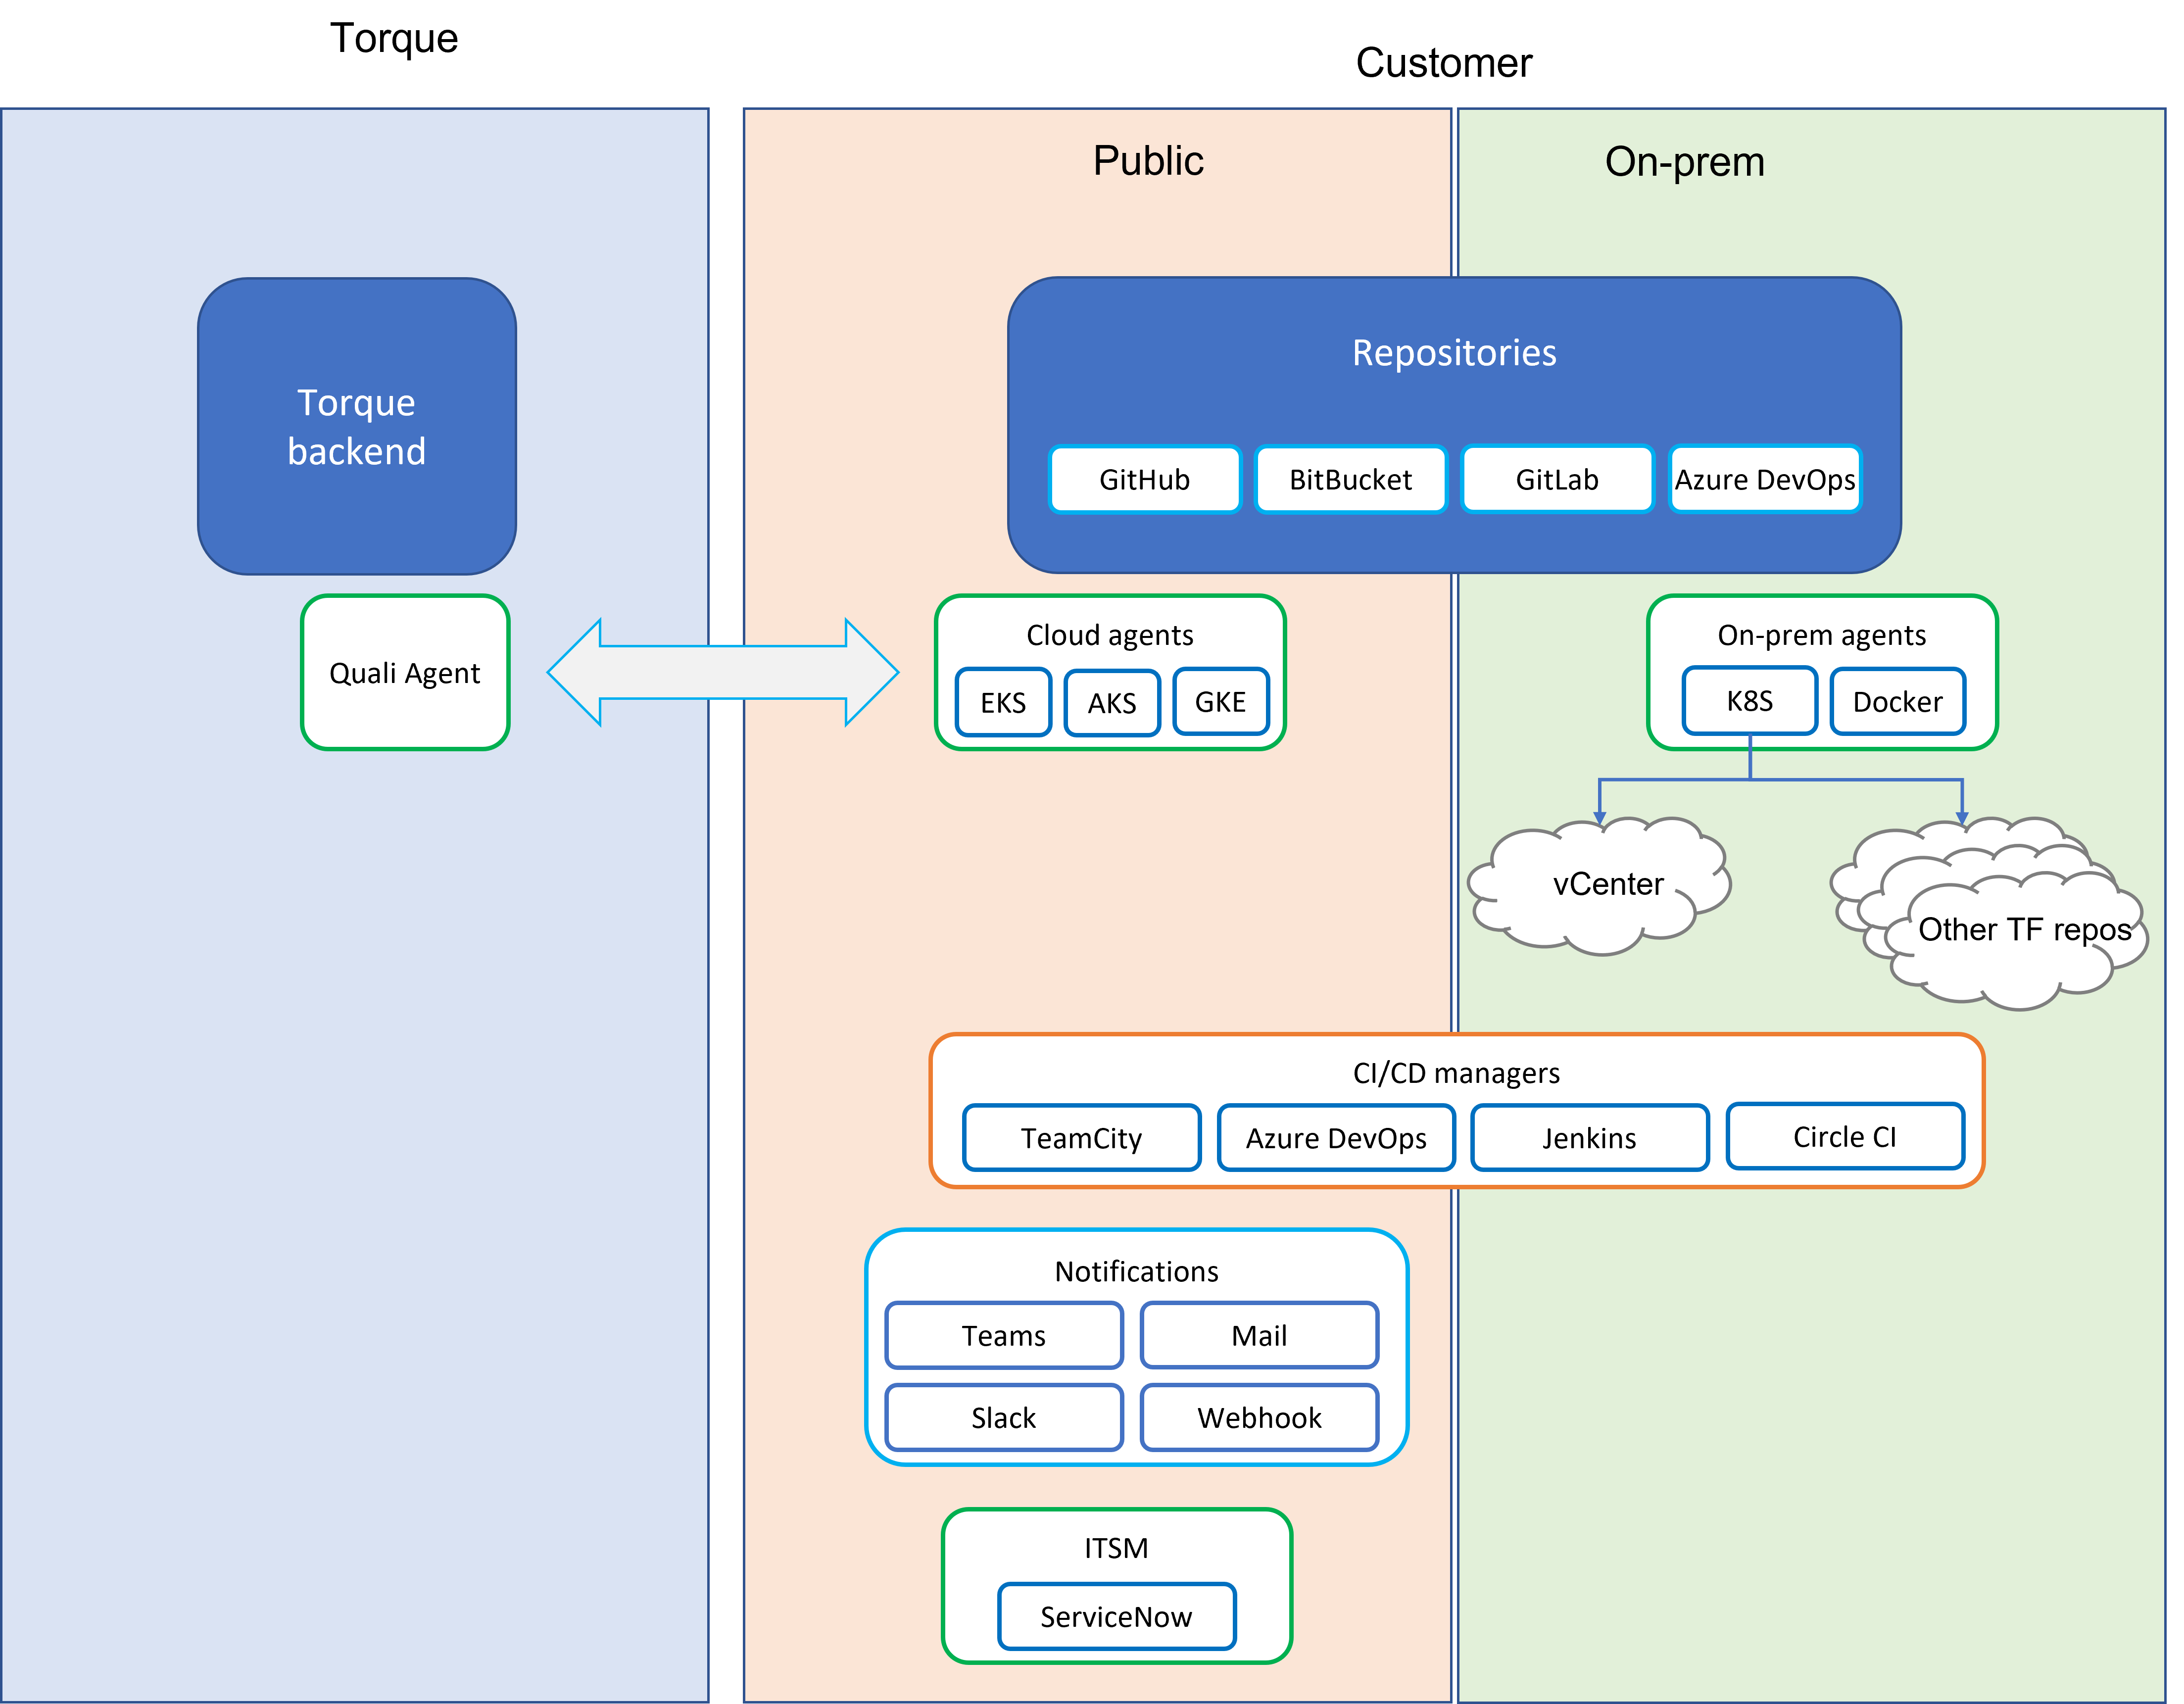 Torque
Customer
Public
On-prem
Torque
backend
Repositories
GitHub
BitBucket
GitLab
Azure DevOps
Quali Agent
Cloud agents
EKS
AKS
GKE
On-prem agents
K8S
Docker
vCenter
Other TF repos
CI/CD managers
TeamCity
Azure DevOps
Jenkins
Circle CI
Notifications
Teams
Mail
Slack
Webhook
ITSM
ServiceNow